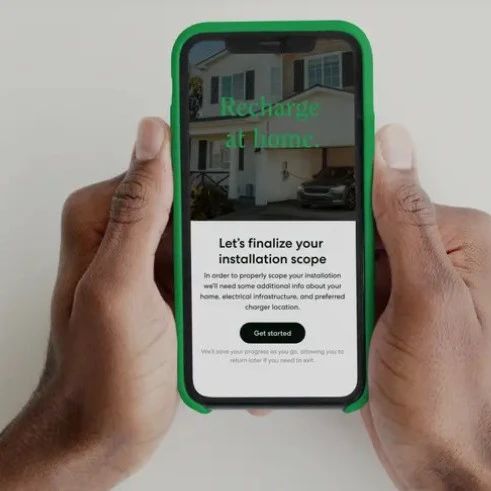 Recharge
at home.
Let's finalize your
installation scope
In order to properly scope your installation
we'll need some additional info about your
home, electrical infrastructure, and preferred
charger location.
Get started
We'll save your progress as you go, allowing you to
return later if you need to exit.